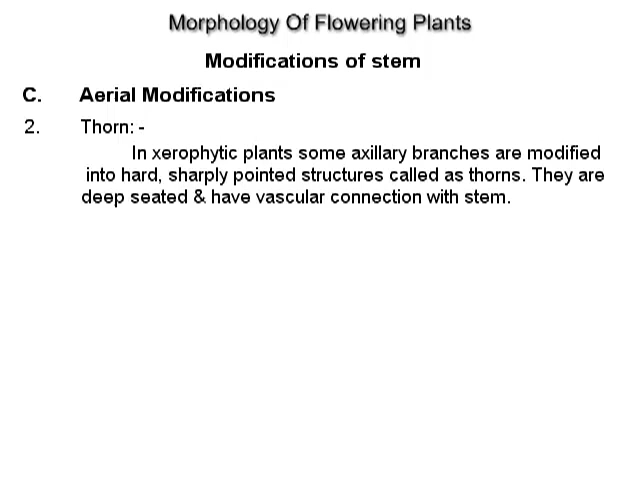 Morphology Of Flowering Plants
Modifications of stem
C. Aerial Modifications
2. Thorn: -
In xerophytic plants some axillary branches are modified
into hard, sharply pointed structures called as thorns. They are
deep seated & have vascular connection with stem.